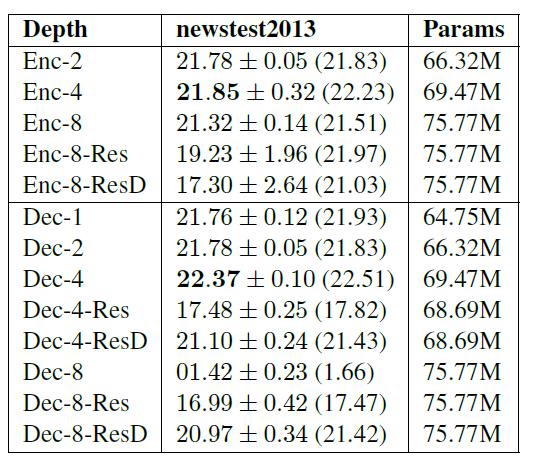 Depth newstest2013 Params
Enc-2 21.78 ± 0.05 (21.83) 66.32M
Enc-4 21.85 ± 0.32 (22.23) 69.47M
Enc-8 21.32 ± 0.14 (21.51) 75.77M
Enc-8-Res 19.23 ± 1.96 (21.97) 75.77M
Enc-8-ResD 17.30 ± 2.64 (21.03) 75.77M
Dec-1 21.76 ± 0.12 (21.93) 64.75M
Dec-2 21.78 ± 0.05 (21.83) 66.32M
Dec-4 22.37 ± 0.10 (22.51) 69.47M
Dec-4-Res 17.48 ± 0.25 (17.82) 68.69M
Dec-4-ResD 21.10 ± 0.24 (21.43) 68.69M
Dec-8 01.42 ± 0.23 (1.66) 75.77M
Dec-8-Res 16.99 ± 0.42 (17.47) 75.77M
Dec-8-ResD 20.97 ± 0.34 (21.42) 75.77M